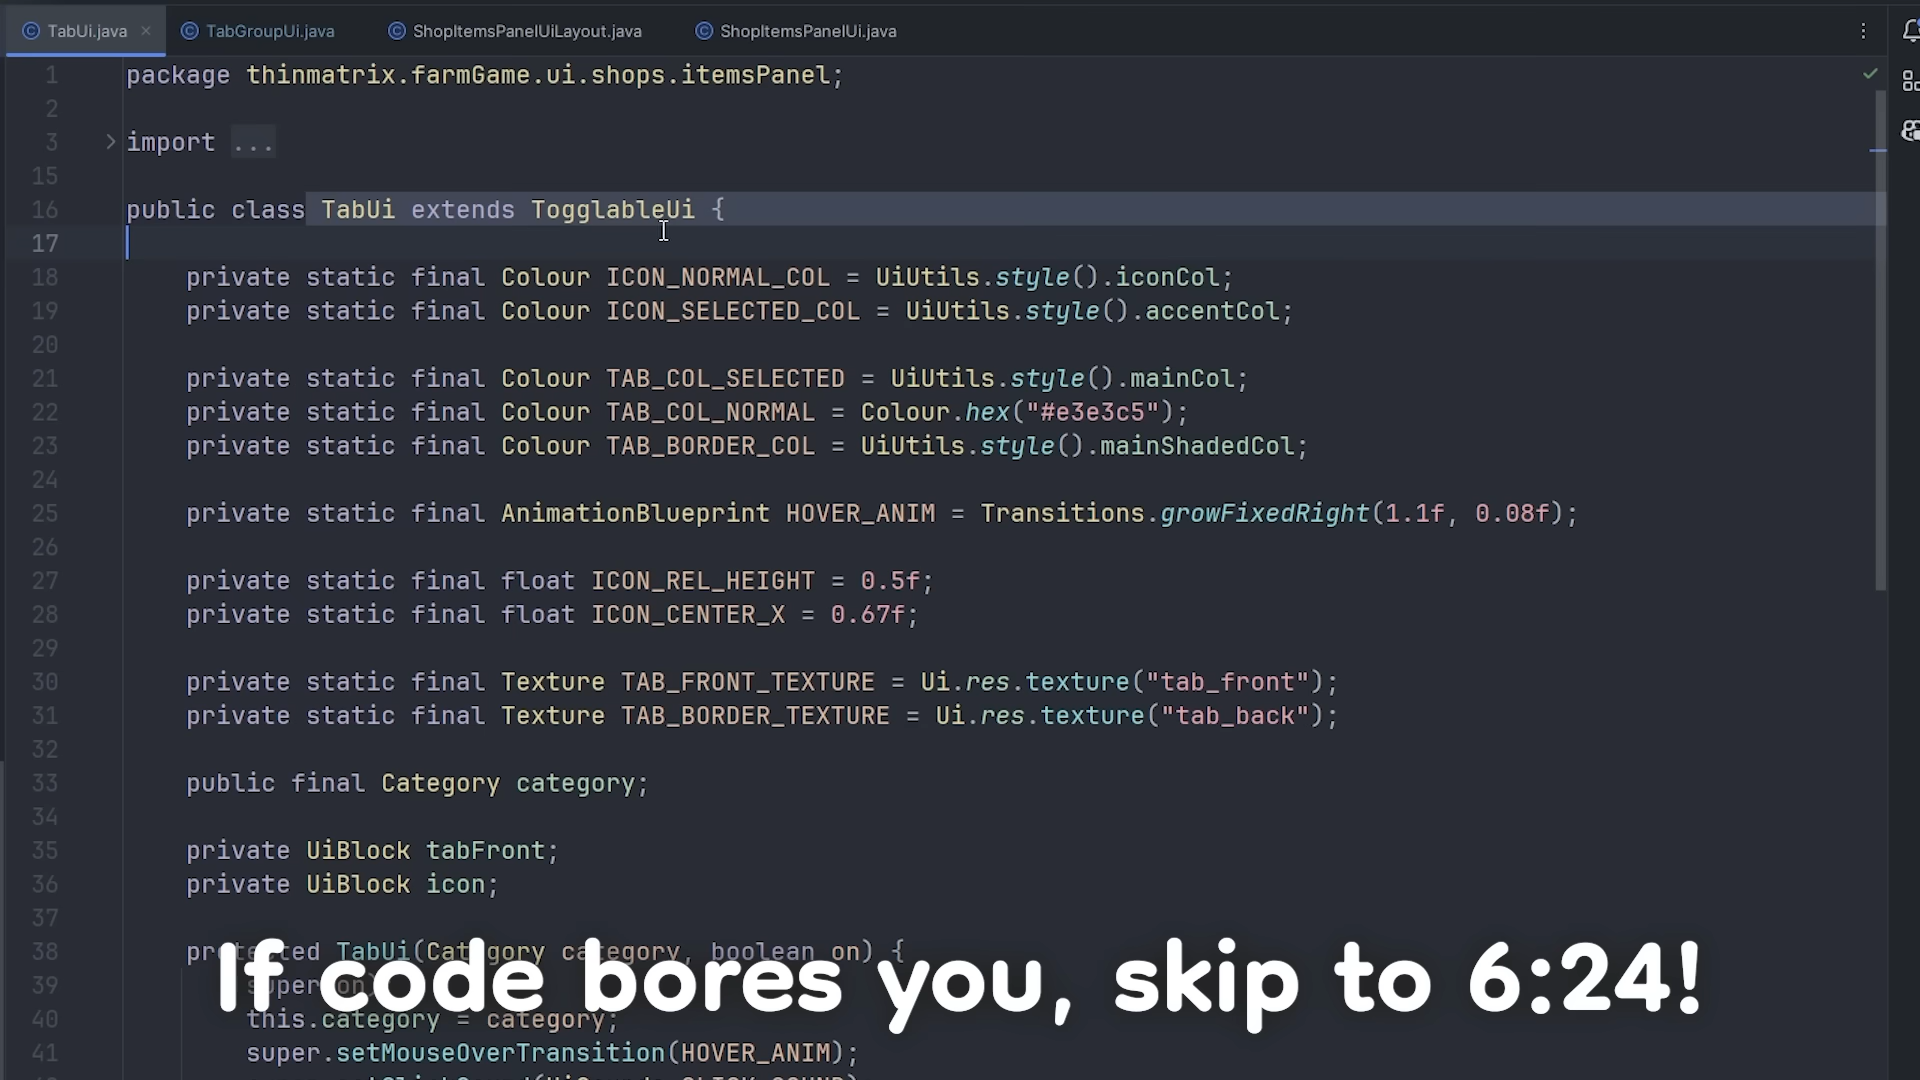 TabUi.java × TabGroupUi.java ShopItemsPanelUiLayout.java ShopItemsPanelUi.java
1 package thinmatrix.farmGame.ui.shops.itemsPanel;
2
3 import ...
15
16 public class TabUi extends TogglableUi {
17
18 private static final Colour ICON_NORMAL_COL = UiUtils.style().iconCol;
19 private static final Colour ICON_SELECTED_COL = UiUtils.style().accentCol;
20
21 private static final Colour TAB_COL_SELECTED = UiUtils.style().mainCol;
22 private static final Colour TAB_COL_NORMAL = Colour.hex("#e3e3c5");
23 private static final Colour TAB_BORDER_COL = UiUtils.style().mainShadedCol;
24
25 private static final AnimationBlueprint HOVER_ANIM = Transitions.growFixedRight(1.1f, 0.08f);
26
27 private static final float ICON_REL_HEIGHT = 0.5f;
28 private static final float ICON_CENTER_X = 0.67f;
29
30 private static final Texture TAB_FRONT_TEXTURE = Ui.res.texture("tab_front");
31 private static final Texture TAB_BORDER_TEXTURE = Ui.res.texture("tab_back");
32
33 public final Category category;
34
35 private UiBlock tabFront;
36 private UiBlock icon;
37
38 protected TabUi(Category category, boolean on) {
39 super(on);
If code bores you, skip to 6:24!
40 this.category = category;
41 super.setMouseOverTransition(HOVER_ANIM);